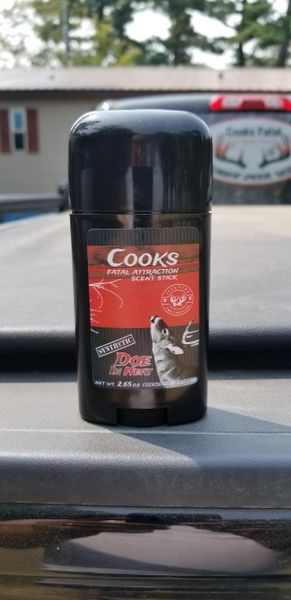 Cooks Fatal
COOKS
FATAL ATTRACTION
SCENT STICK
SYNTHETIC
DOE
IN HEAT
NET WT 2.65 OZ